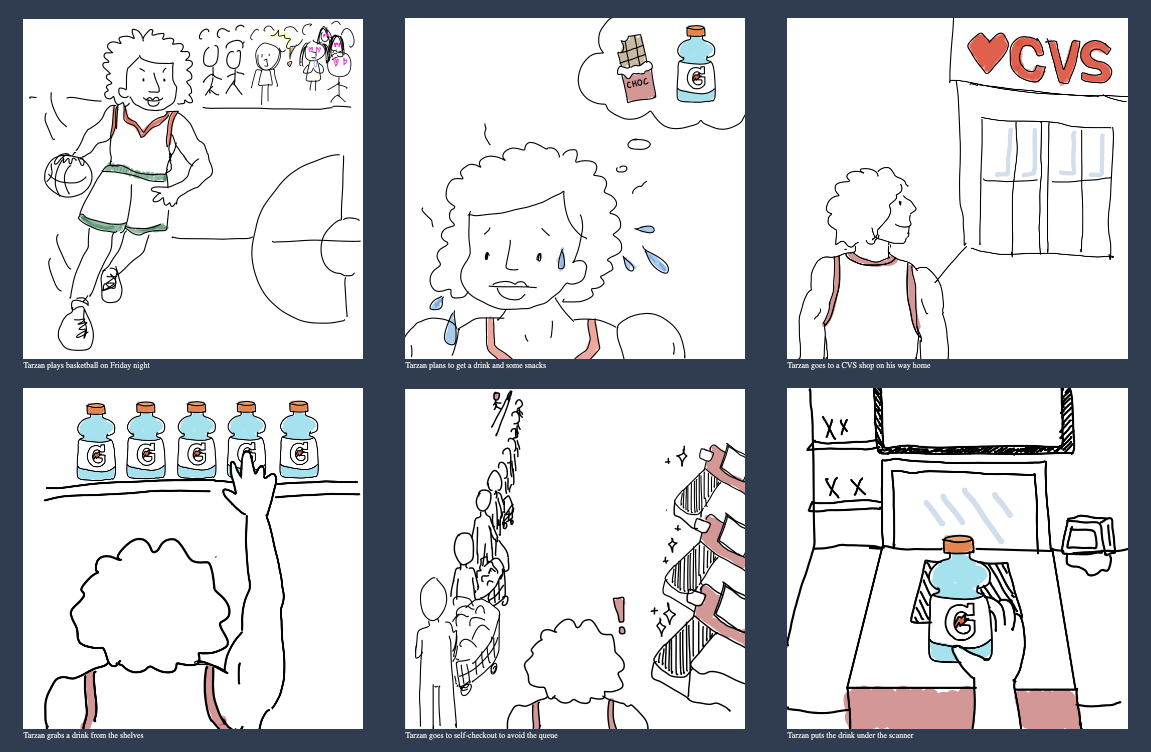 CHOC
G
CVS
Tarzan plays basketball on Friday night
Tarzan plans to get a drink and some snacks
Tarzan goes to a CVS shop on his way home
G G G G G
Tarzan grabs a drink from the shelves
Tarzan goes to self-checkout to avoid the queue
X X
X X
G
Tarzan puts the drink under the scanner